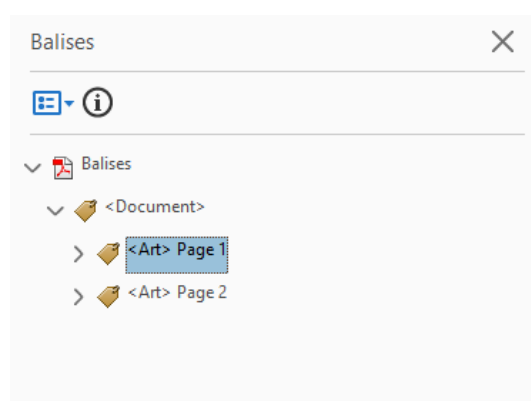 Balises
Balises
<Document>
<Art> Page 1
<Art> Page 2